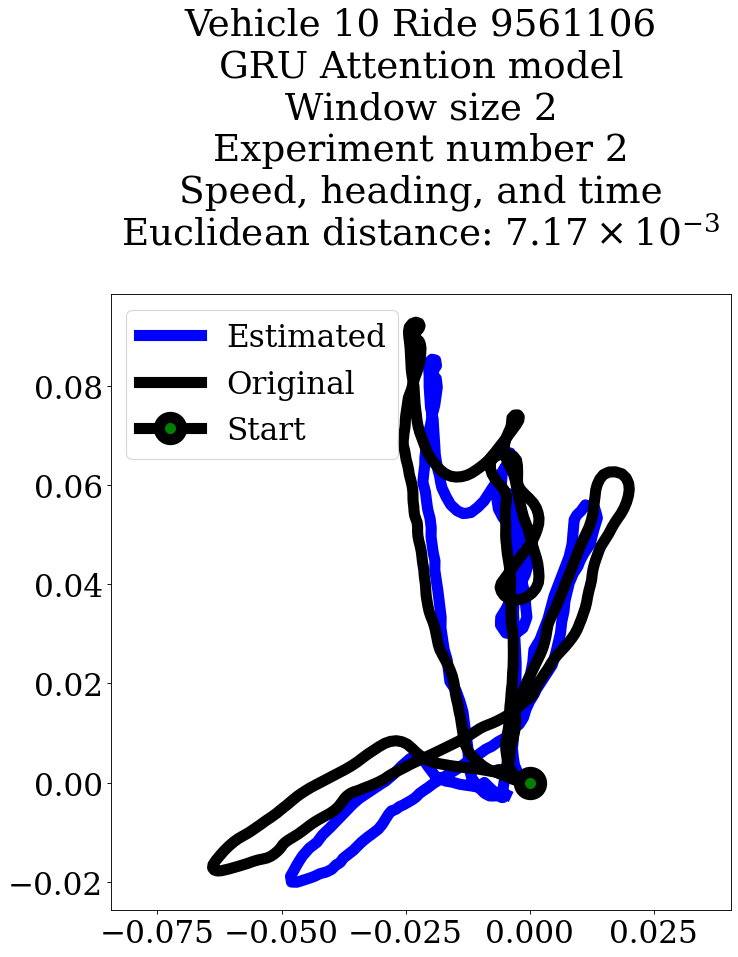 Vehicle 10 Ride 9561106
GRU Attention model
Window size 2
Experiment number 2
Speed, heading, and time
Euclidean distance: 7.17 × 10⁻³
Estimated
Original
Start
0.08
0.06
0.04
0.02
0.00
−0.02
−0.075 −0.050 −0.025 0.000 0.025